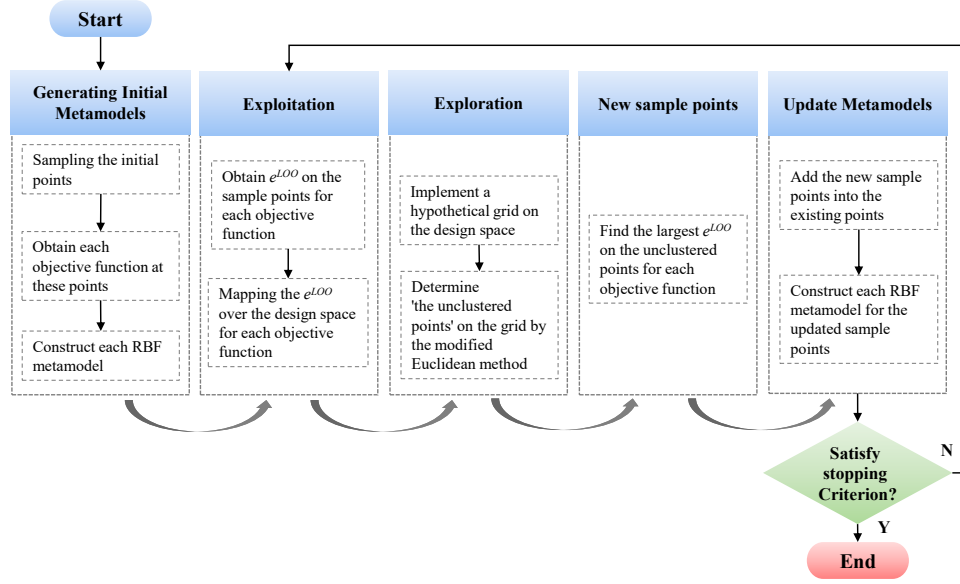 Start
Generating Initial
Metamodels
Sampling the initial
points
Obtain each
objective function at
these points
Construct each RBF
metamodel
Exploitation
Obtain e^LOO on the
sample points for
each objective
function
Mapping the e^LOO
over the design space
for each objective
function
Exploration
Implement a
hypothetical grid on
the design space
Determine
'the unclustered
points' on the grid by
the modified
Euclidean method
New sample points
Find the largest e^LOO
on the unclustered
points for each
objective function
Update Metamodels
Add the new sample
points into the
existing points
Construct each RBF
metamodel for the
updated sample
points
Satisfy
stopping
Criterion?
N
Y
End